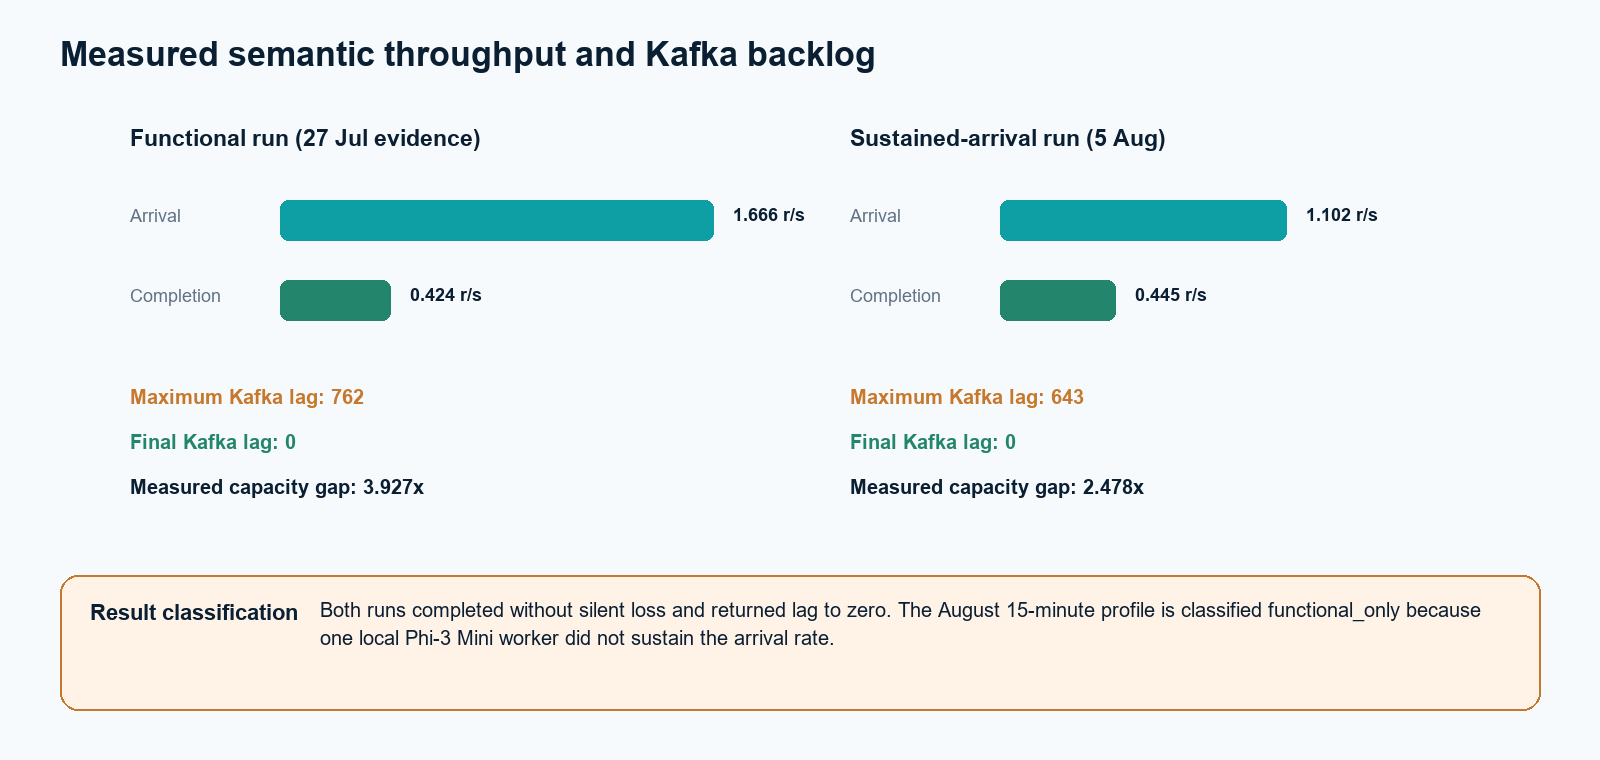 Measured semantic throughput and Kafka backlog
Functional run (27 Jul evidence)
Arrival
1.666 r/s
Completion
0.424 r/s
Maximum Kafka lag: 762
Final Kafka lag: 0
Measured capacity gap: 3.927x
Sustained-arrival run (5 Aug)
Arrival
1.102 r/s
Completion
0.445 r/s
Maximum Kafka lag: 643
Final Kafka lag: 0
Measured capacity gap: 2.478x
Result classification
Both runs completed without silent loss and returned lag to zero. The August 15-minute profile is classified functional_only because
one local Phi-3 Mini worker did not sustain the arrival rate.